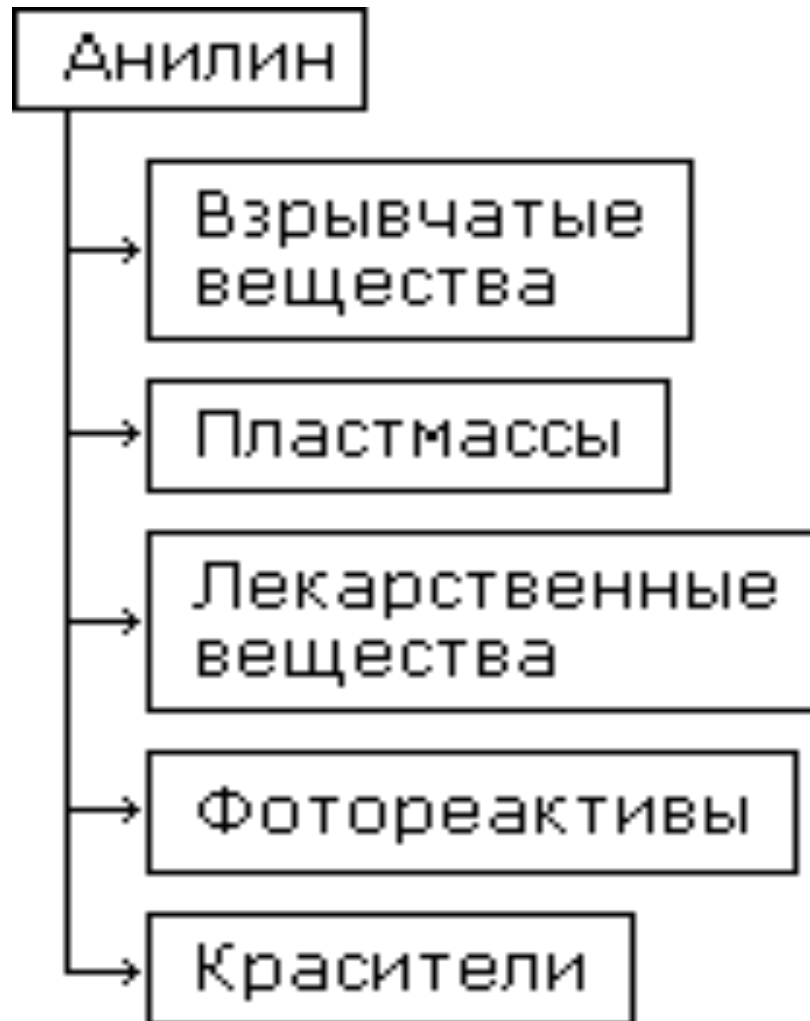 Анилин
Взрывчатые
вещества
Пластмассы
Лекарственные
вещества
Фотореактивы
Красители